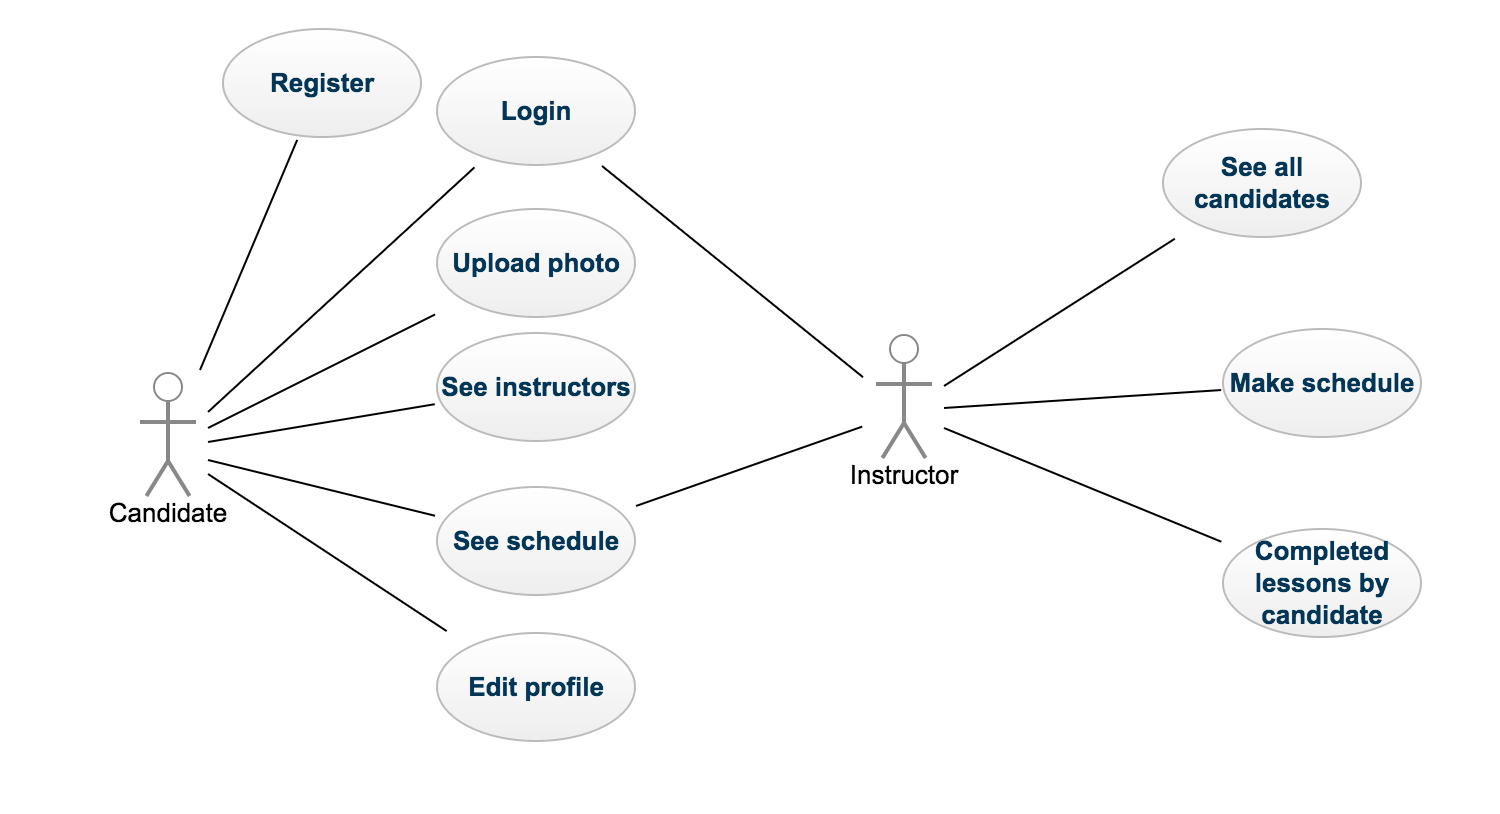 Register
Login
Upload photo
See instructors
See schedule
Edit profile
Candidate
Instructor
See all
candidates
Make schedule
Completed
lessons by
candidate